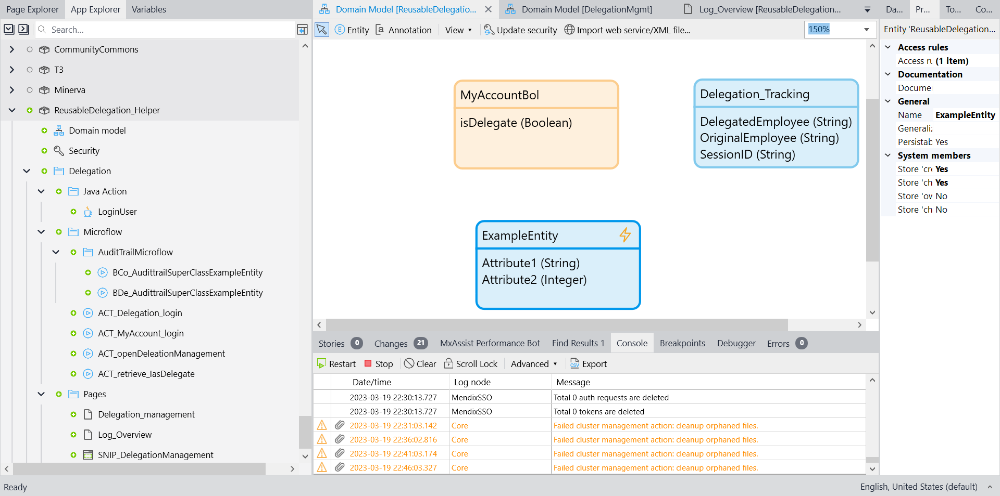 Page Explorer
App Explorer
Variables
Search...
CommunityCommons
T3
Minerva
ReusableDelegation_Helper
Domain model
Security
Delegation
Java Action
LoginUser
Microflow
AuditTrailMicroflow
BCo_AudittrailSuperClassExampleEntity
BDe_AudittrailSuperClassExampleEntity
ACT_Delegation_login
ACT_MyAccount_login
ACT_openDeleationManagement
ACT_retrieve_IasDelegate
Pages
Delegation_management
Log_Overview
SNIP_DelegationManagement
Domain Model [ReusableDelegatio...
Domain Model [DelegationMgmt]
Log_Overview [ReusableDelegation...
Entity
Annotation
View
Update security
Import web service/XML file...
150%
MyAccountBol
isDelegate (Boolean)
Delegation_Tracking
DelegatedEmployee (String)
OriginalEmployee (String)
SessionID (String)
ExampleEntity
Attribute1 (String)
Attribute2 (Integer)
Stories 0
Changes 21
MxAssist Performance Bot
Find Results 1
Console
Breakpoints
Debugger
Errors 0
Restart
Stop
Clear
Scroll Lock
Advanced
CSV Export
Date/time Log node Message
2023-03-19 22:30:13.727 MendixSSO Total 0 auth requests are deleted
2023-03-19 22:30:13.727 MendixSSO Total 0 tokens are deleted
2023-03-19 22:31:03.142 Core Failed cluster management action: cleanup orphaned files.
2023-03-19 22:36:02.816 Core Failed cluster management action: cleanup orphaned files.
2023-03-19 22:41:03.174 Core Failed cluster management action: cleanup orphaned files.
2023-03-19 22:46:03.327 Core Failed cluster management action: cleanup orphaned files.
Da...
Pr...
To...
Co...
Entity 'ReusableDelegation...
Access rules
Access ru (1 item)
Documentation
Documen
General
Name ExampleEntity
Generaliz
Persistab Yes
System members
Store 'cre Yes
Store 'ch Yes
Store 'ow No
Store 'ch No
Ready
English, United States (default)